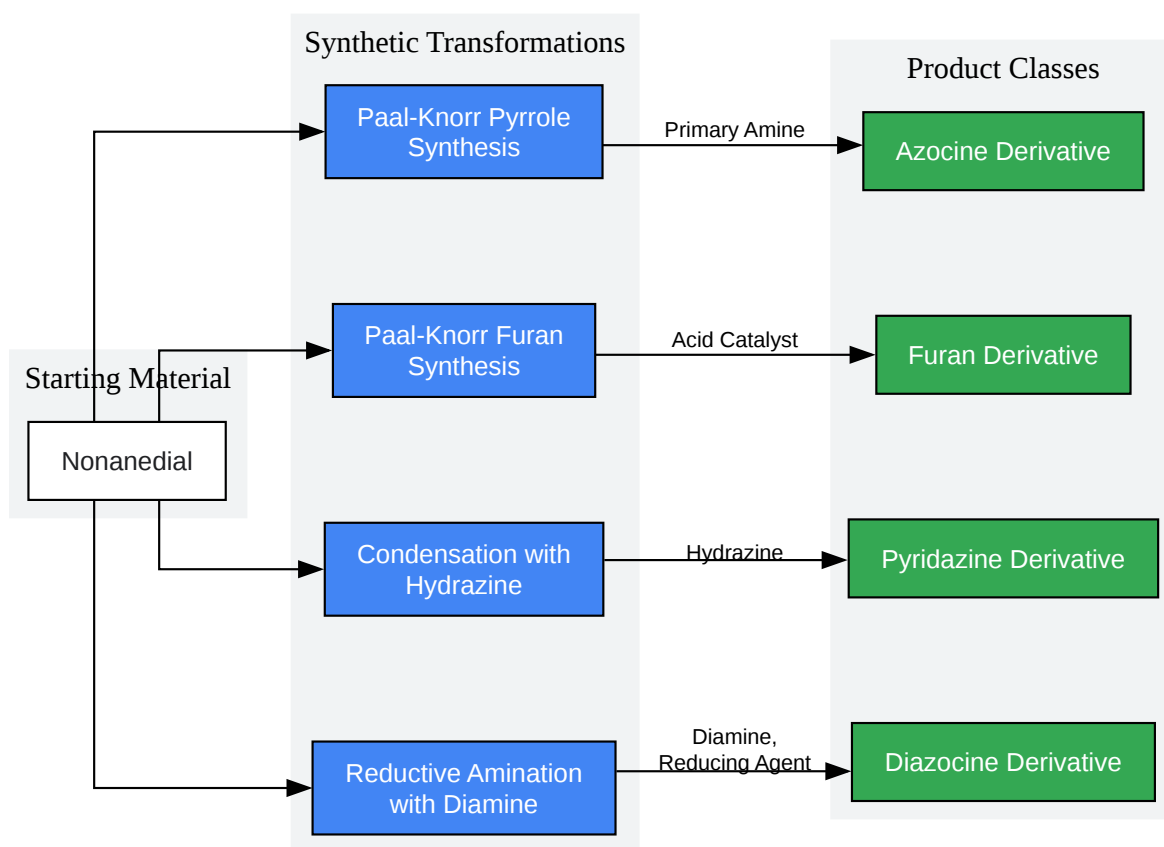 Synthetic Transformations
Product Classes
Paal-Knorr Pyrrole
Synthesis
Primary Amine
Azocine Derivative
Paal-Knorr Furan
Synthesis
Acid Catalyst
Furan Derivative
Starting Material
Nonanedial
Condensation with
Hydrazine
Hydrazine
Pyridazine Derivative
Reductive Amination
with Diamine
Diamine,
Reducing Agent
Diazocine Derivative